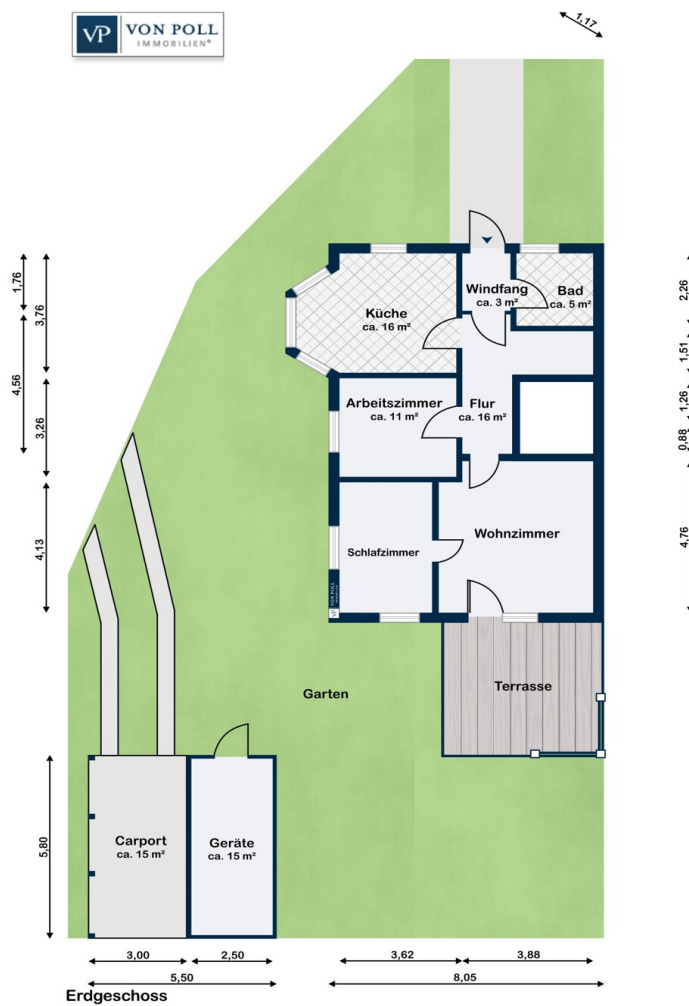 VP VON POLL
IMMOBILIEN®
1,17
1,76
3,76
4,56
3,26
4,13
2,26
1,51
1,26
0,88
4,76
Windfang
ca. 3 m²
Bad
ca. 5 m²
Küche
ca. 16 m²
Arbeitszimmer
ca. 11 m²
Flur
ca. 16 m²
Wohnzimmer
Schlafzimmer
VP VON POLL
Garten
Terrasse
5,80
Carport
ca. 15 m²
Geräte
ca. 15 m²
3,00
2,50
3,62
3,88
5,50
8,05
Erdgeschoss